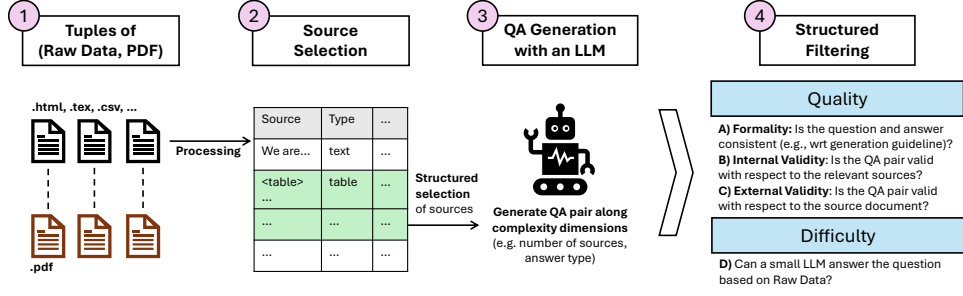 1
Tuples of
(Raw Data, PDF)
2
Source
Selection
3
QA Generation
with an LLM
4
Structured
Filtering
.html, .tex, .csv, ...
.pdf
Processing
Source Type ...
We are... text ...
<table> table ...
...
... ... ...
... ... ...
Structured
selection
of sources
Generate QA pair along
complexity dimensions
(e.g. number of sources,
answer type)
Quality
A) Formality: Is the question and answer
consistent (e.g., wrt generation guideline)?
B) Internal Validity: Is the QA pair valid
with respect to the relevant sources?
C) External Validity: Is the QA pair valid
with respect to the source document?
Difficulty
D) Can a small LLM answer the question
based on Raw Data?